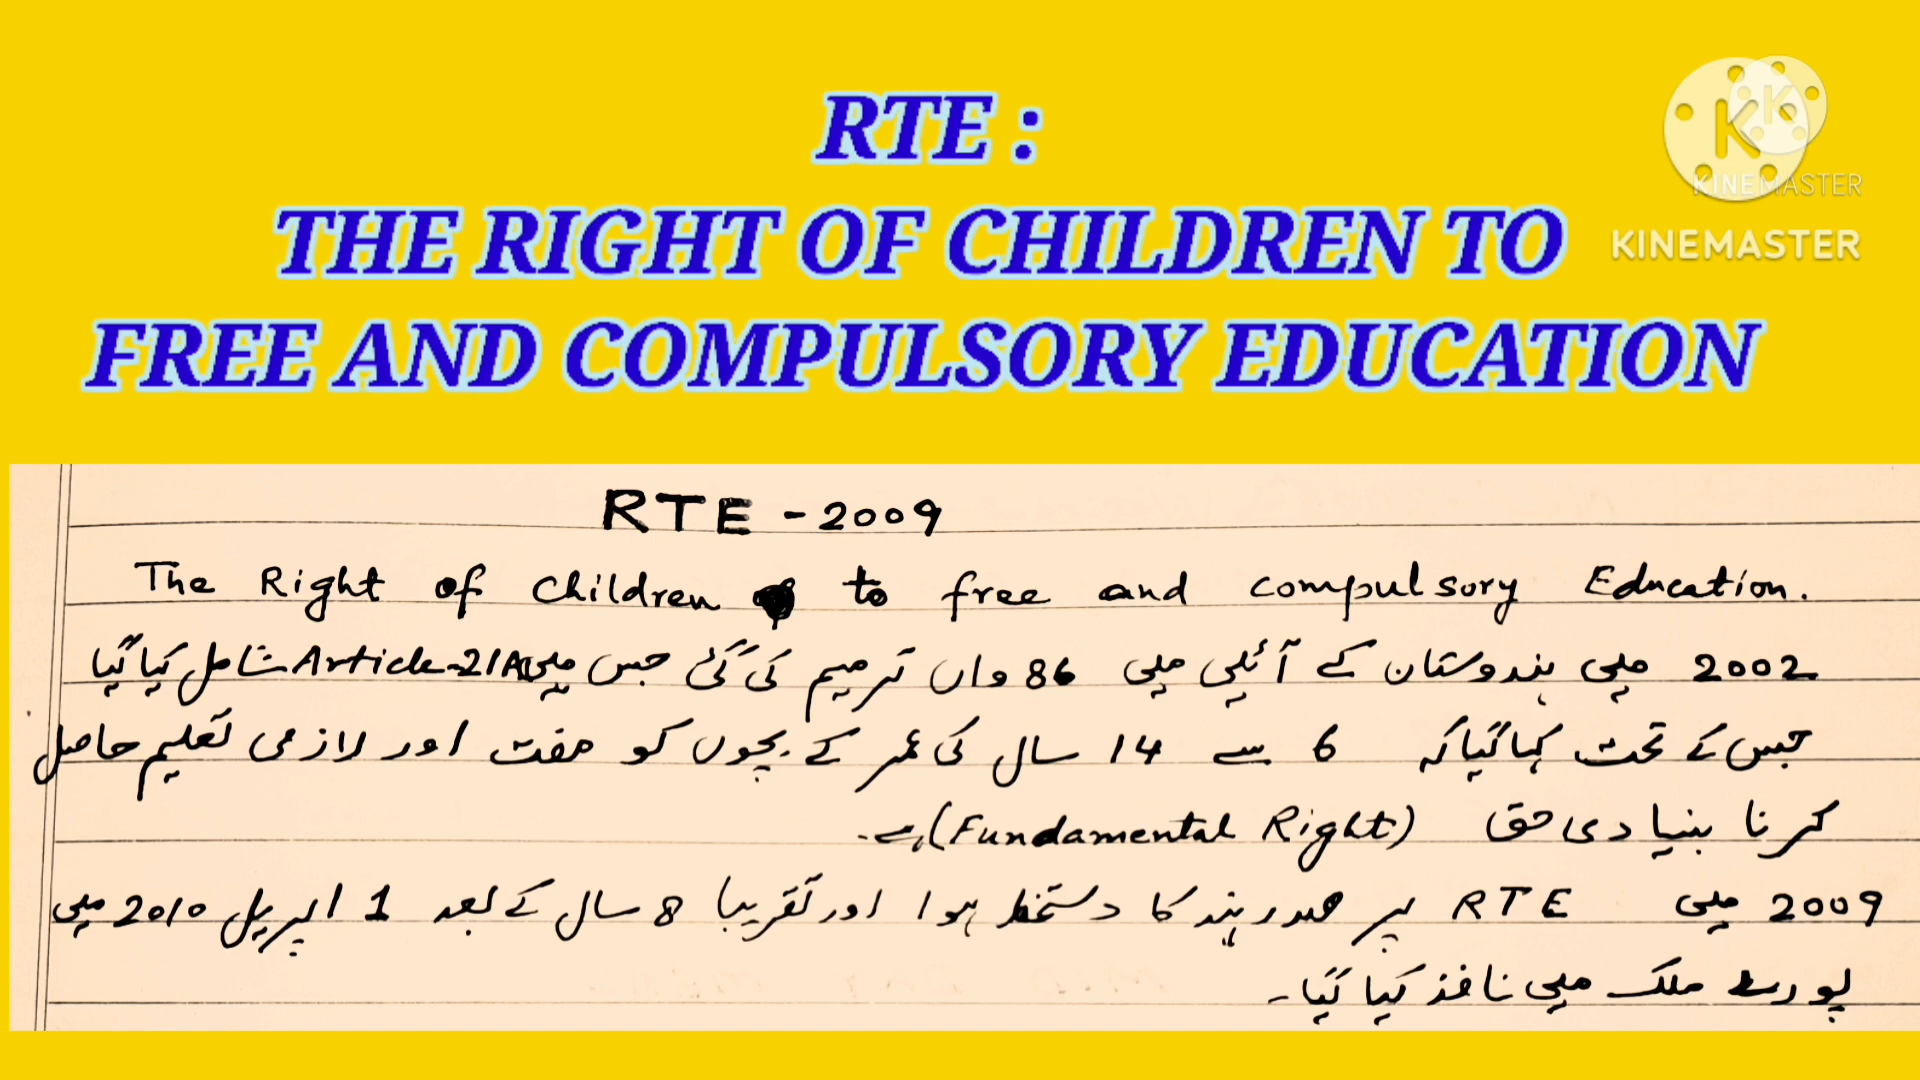 RTE :
THE RIGHT OF CHILDREN TO
FREE AND COMPULSORY EDUCATION
KINEMASTER
KINEMASTER
RTE - 2009
The Right of Children to free and compulsory Education.
2002 میں ہندوستان کے آئین میں 86 واں ترمیم کی گئی جس میں Article-21A شامل کیا گیا
جس کے تحت کہا گیا کہ 6 سے 14 سال کی عمر کے بچوں کو مفت اور لازمی تعلیم حاصل
کرنا بنیادی حق (Fundamental Right) ہے۔
2009 میں RTE پر صدر ہند کا دستخط ہوا اور تقریبا 8 سال کے بعد 1 اپریل 2010 میں
پورے ملک میں نافذ کیا گیا۔